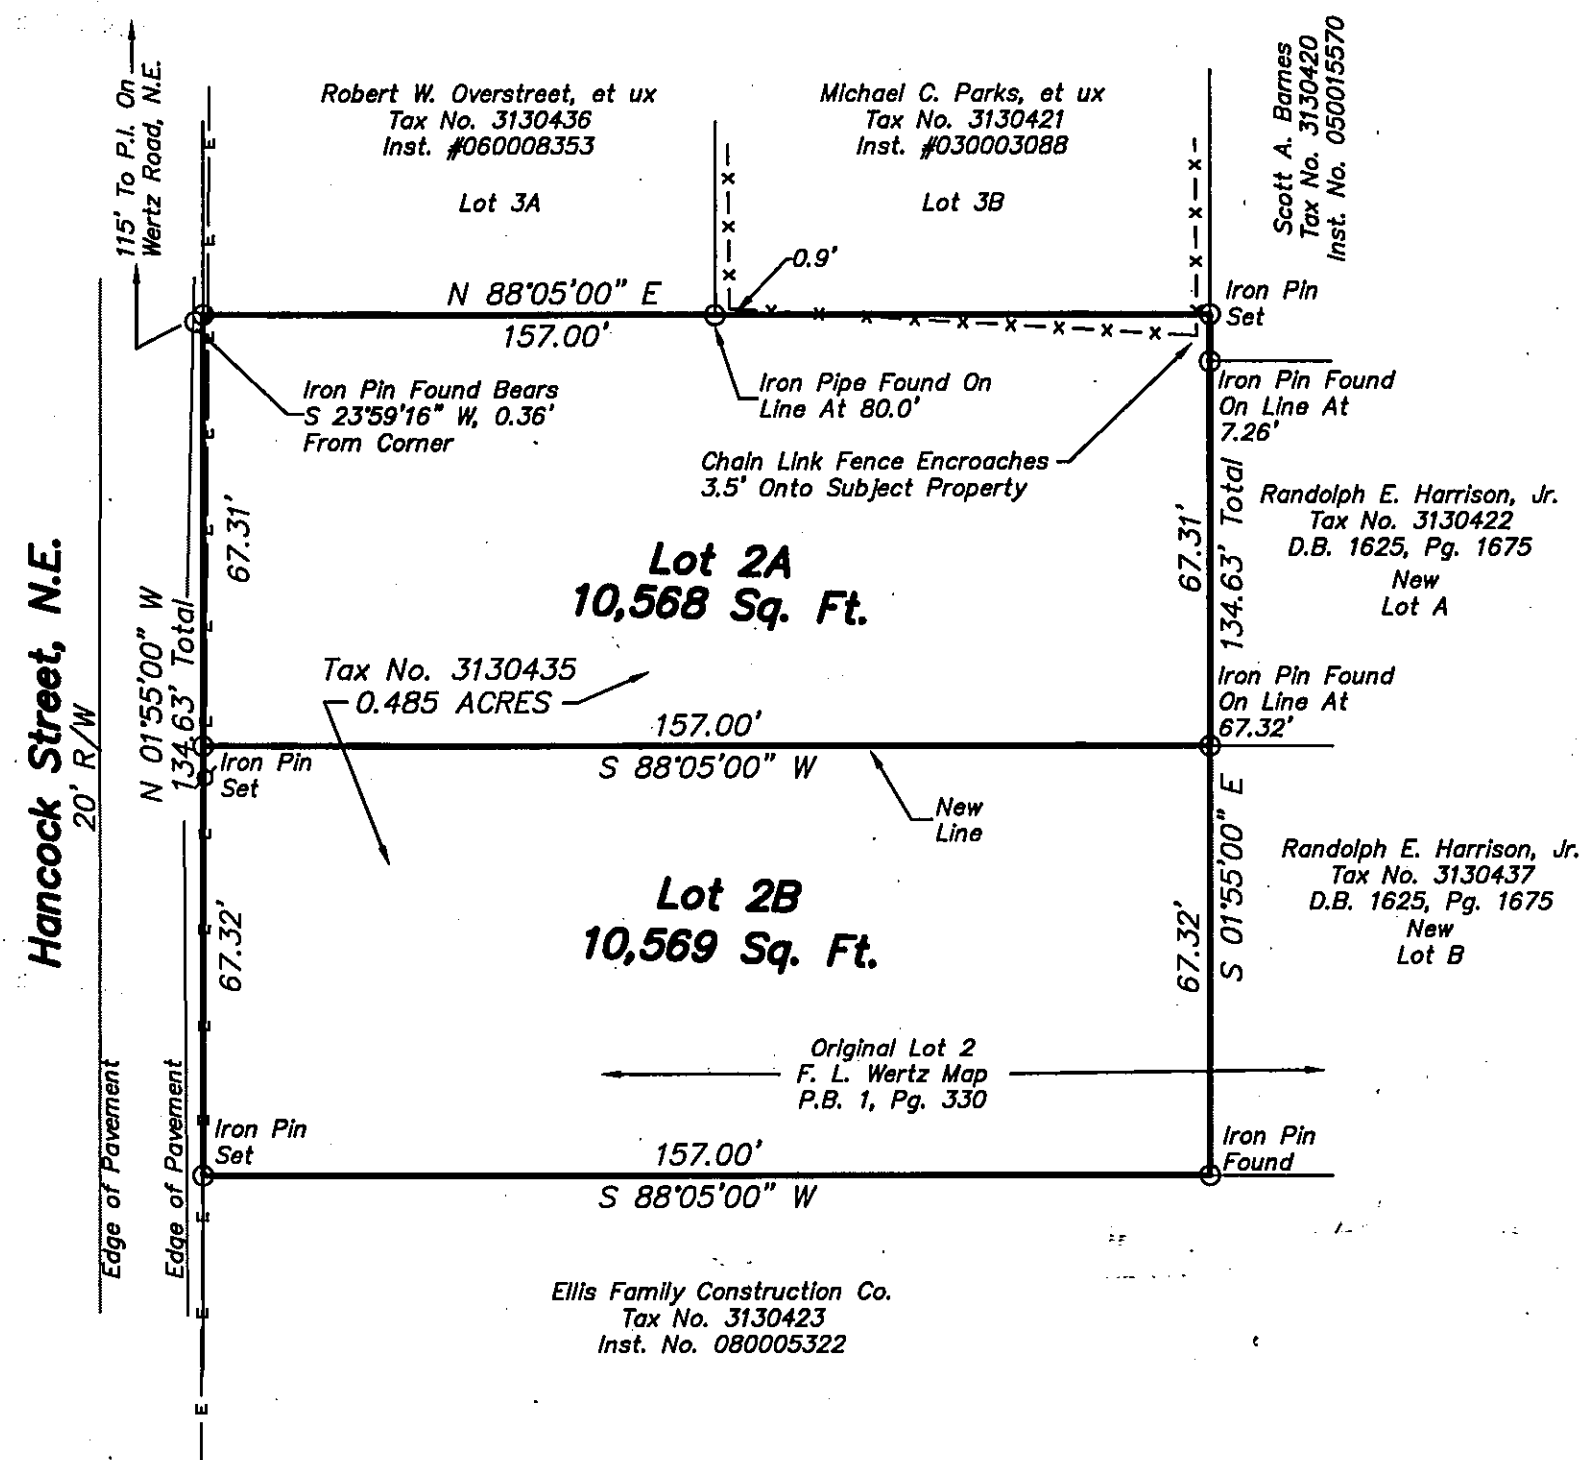 115' To P.I. On
Wertz Road, N.E.
Robert W. Overstreet, et ux
Tax No. 3130436
Inst. #060008353
Lot 3A
Michael C. Parks, et ux
Tax No. 3130421
Inst. #030003088
Lot 3B
Scott A. Barnes
Tax No. 3130420
Inst. No. 050015570
0.9'
N 88°05'00" E
157.00'
Iron Pin
Set
Iron Pin Found Bears
S 23°59'16" W, 0.36'
From Corner
Iron Pipe Found On
Line At 80.0'
Iron Pin Found
On Line At
7.26'
Chain Link Fence Encroaches
3.5' Onto Subject Property
67.31'
67.31'
134.63' Total
Randolph E. Harrison, Jr.
Tax No. 3130422
D.B. 1625, Pg. 1675
New
Lot A
Lot 2A
10,568 Sq. Ft.
Hancock Street, N.E.
20' R/W
N 01°55'00" W
134.63' Total
Tax No. 3130435
0.485 ACRES
Iron Pin Found
On Line At
67.32'
157.00'
S 88°05'00" W
Iron Pin
Set
New
Line
S 01°55'00" E
Randolph E. Harrison, Jr.
Tax No. 3130437
D.B. 1625, Pg. 1675
New
Lot B
Lot 2B
10,569 Sq. Ft.
67.32'
67.32'
Original Lot 2
F. L. Wertz Map
P.B. 1, Pg. 330
Edge of Pavement
Edge of Pavement
Iron Pin
Set
157.00'
S 88°05'00" W
Iron Pin
Found
Ellis Family Construction Co.
Tax No. 3130423
Inst. No. 080005322